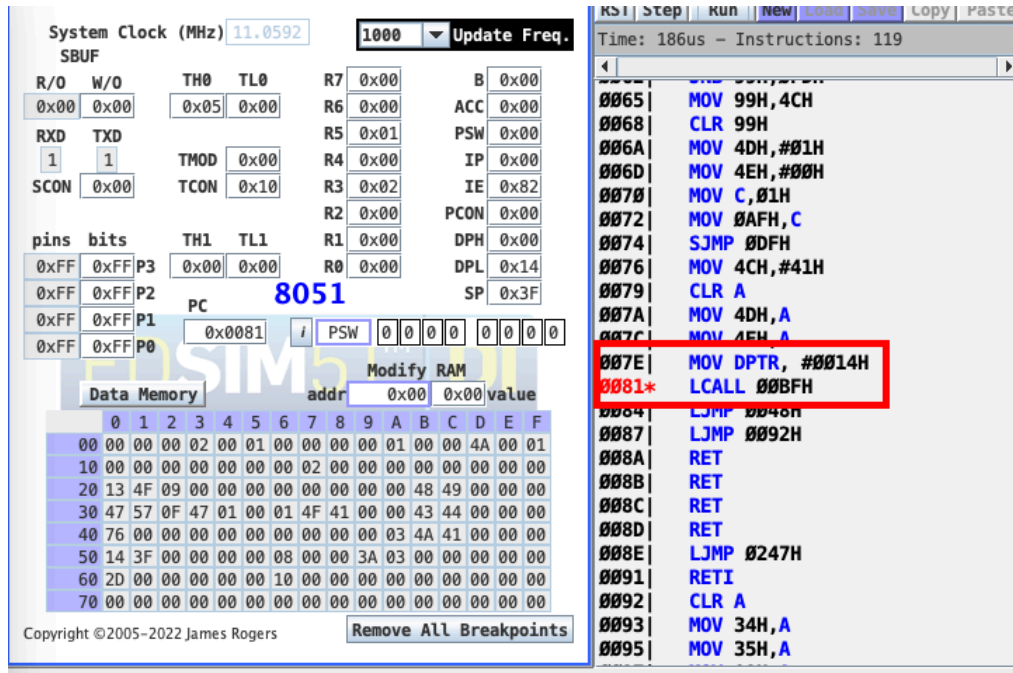 RST Step Run New Load Save Copy Paste
System Clock (MHz) 11.0592 1000 Update Freq.
Time: 186us - Instructions: 119
SBUF
R/O W/O TH0 TL0 R7 0x00 B 0x00
0x00 0x00 0x05 0x00 R6 0x00 ACC 0x00
RXD TXD R5 0x01 PSW 0x00
1 1 TMOD 0x00 R4 0x00 IP 0x00
SCON 0x00 TCON 0x10 R3 0x02 IE 0x82
R2 0x00 PCON 0x00
pins bits TH1 TL1 R1 0x00 DPH 0x00
0xFF 0xFF P3 0x00 0x00 R0 0x00 DPL 0x14
0xFF 0xFF P2 PC 8051 SP 0x3F
0xFF 0xFF P1 0x0081 i PSW 0 0 0 0 0 0 0 0
0xFF 0xFF P0
Modify RAM
Data Memory addr 0x00 0x00 value
0 1 2 3 4 5 6 7 8 9 A B C D E F
00 00 00 00 02 00 01 00 00 00 00 01 00 00 4A 00 01
10 00 00 00 00 00 00 00 02 00 00 00 00 00 00 00 00
20 13 4F 09 00 00 00 00 00 00 00 00 48 49 00 00 00
30 47 57 0F 47 01 00 01 4F 41 00 00 43 44 00 00 00
40 76 00 00 00 00 00 00 00 00 00 00 03 4A 41 00 00
50 14 3F 00 00 00 00 08 00 00 3A 03 00 00 00 00 00
60 2D 00 00 00 00 00 10 00 00 00 00 00 00 00 00 00
70 00 00 00 00 00 00 00 00 00 00 00 00 00 00 00 00
Copyright ©2005-2022 James Rogers Remove All Breakpoints
0065| MOV 99H,4CH
0068| CLR 99H
006A| MOV 4DH,#01H
006D| MOV 4EH,#00H
0070| MOV C,01H
0072| MOV 0AFH,C
0074| SJMP 0DFH
0076| MOV 4CH,#41H
0079| CLR A
007A| MOV 4DH,A
007C| MOV 4EH,A
007E| MOV DPTR, #0014H
0081* LCALL 00BFH
0084| LJMP 0048H
0087| LJMP 0092H
008A| RET
008B| RET
008C| RET
008D| RET
008E| LJMP 0247H
0091| RETI
0092| CLR A
0093| MOV 34H,A
0095| MOV 35H,A